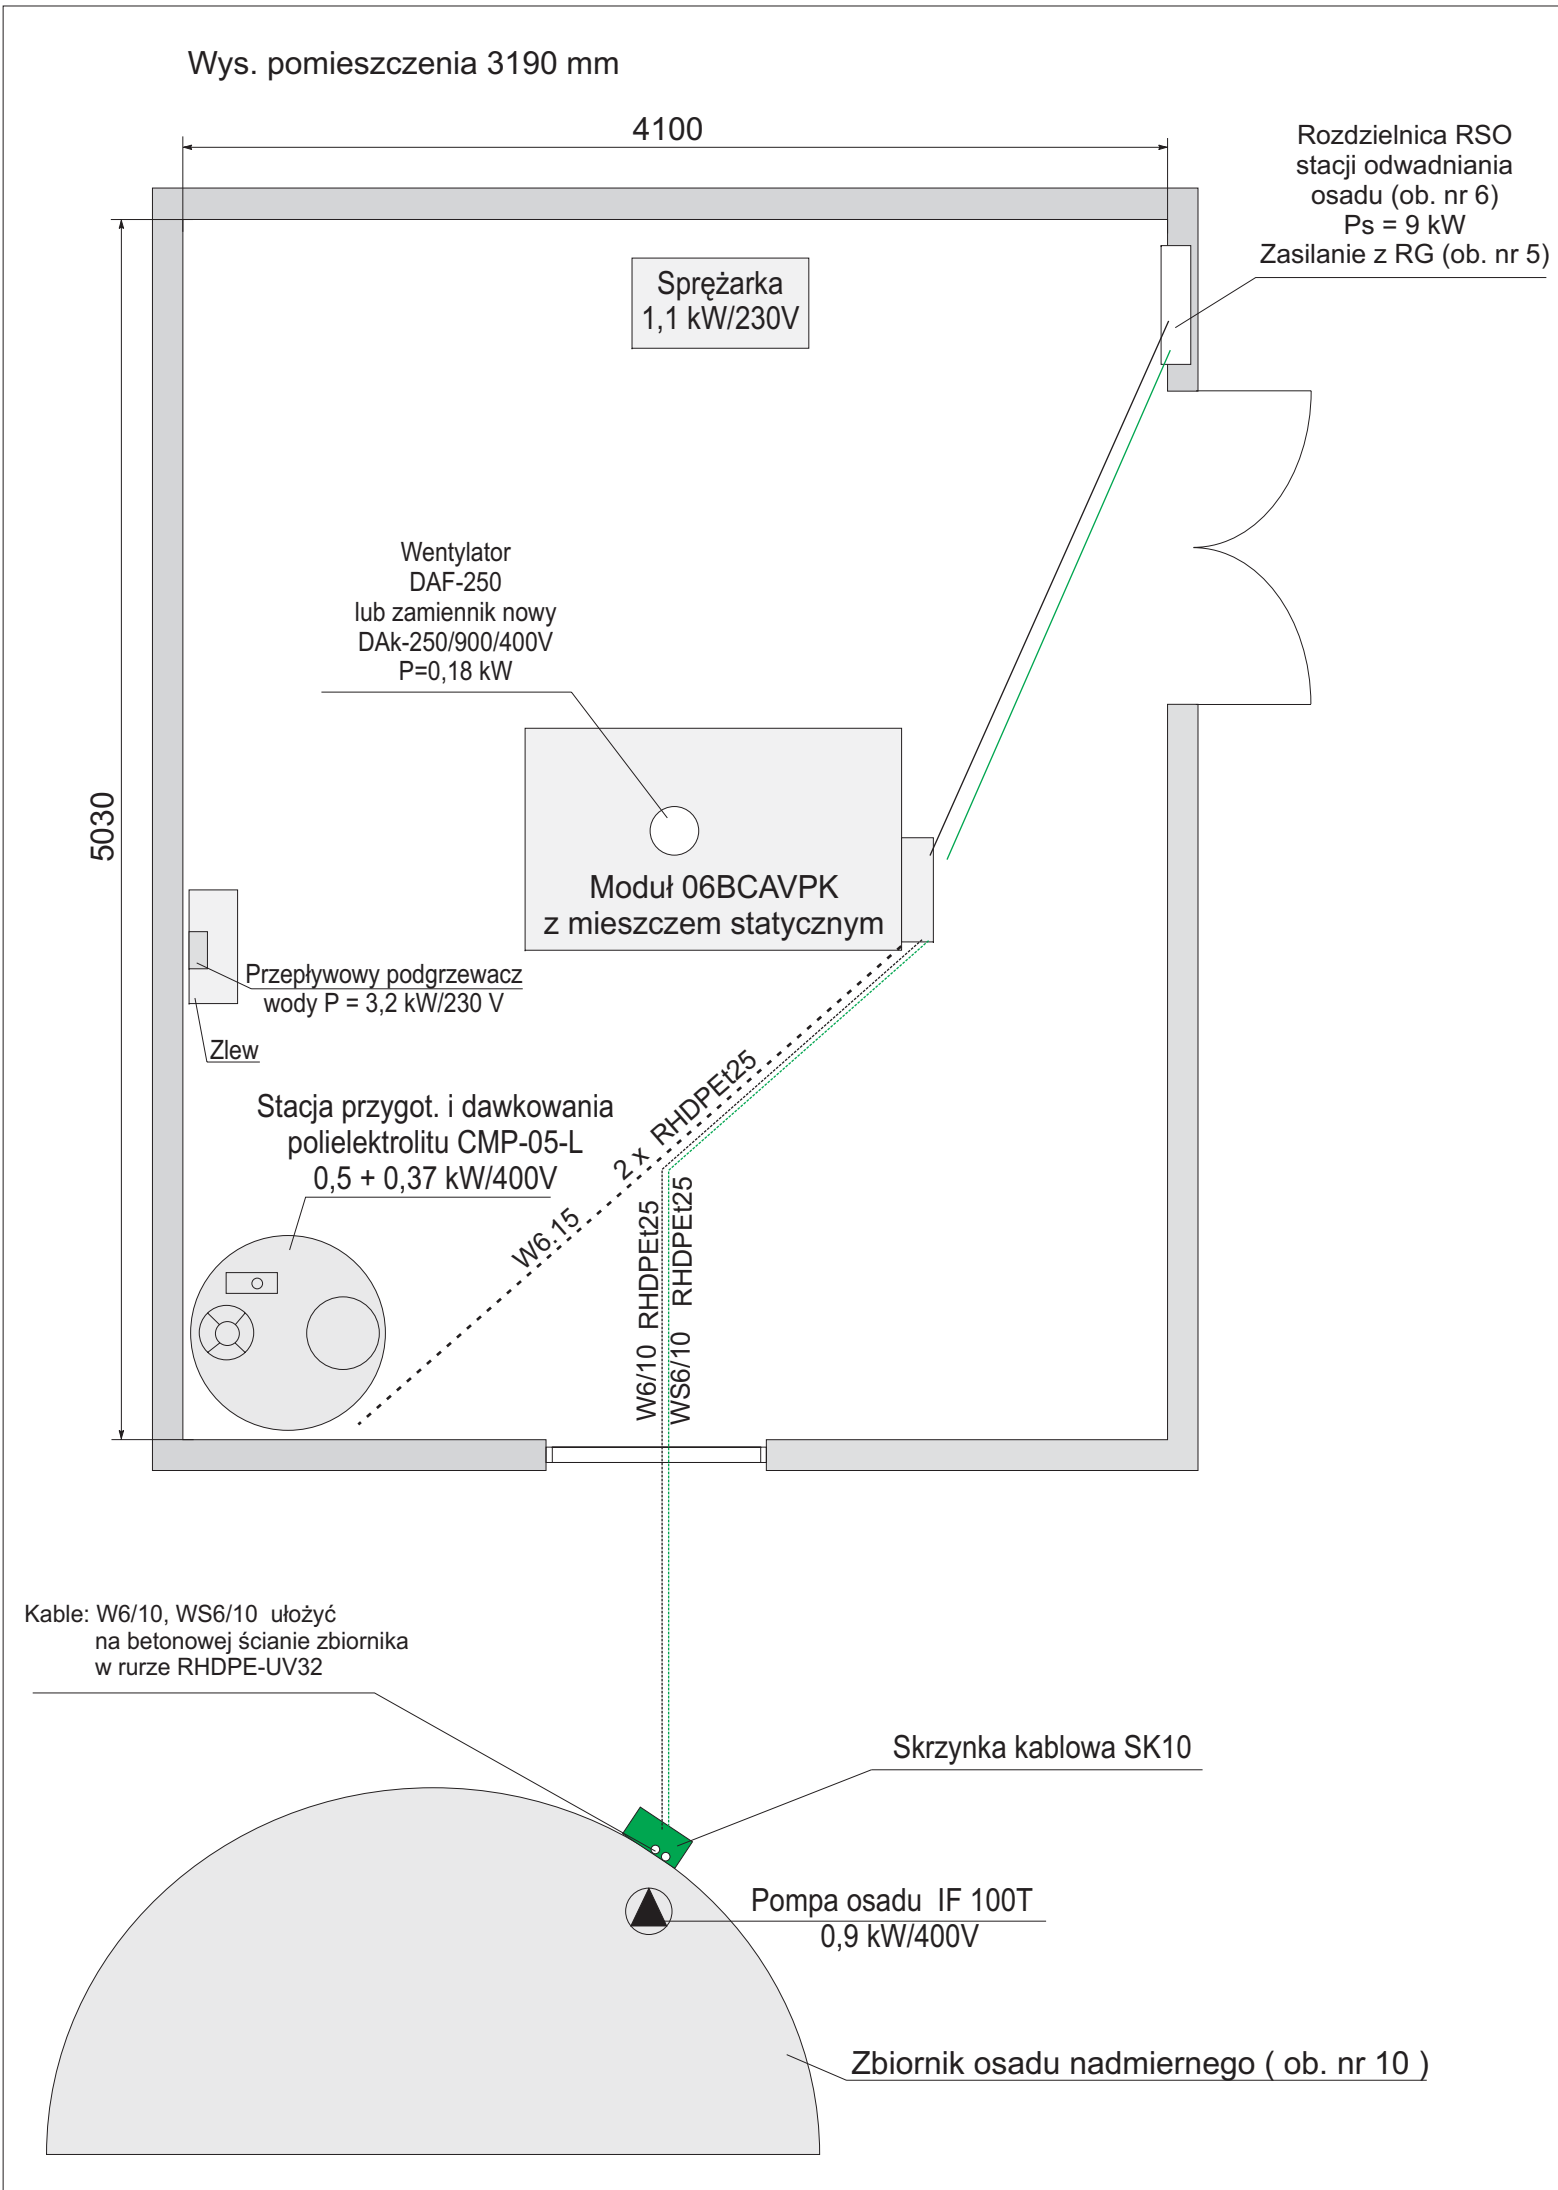 Wys. pomieszczenia 3190 mm
4100
Rozdzielnica RSO
stacji odwadniania
osadu (ob. nr 6)
Ps = 9 kW
Zasilanie z RG (ob. nr 5)
Sprężarka
1,1 kW/230V
Wentylator
DAF-250
lub zamiennik nowy
DAk-250/900/400V
P=0,18 kW
5030
Moduł 06BCAVPK
z mieszczem statycznym
Przepływowy podgrzewacz
wody P = 3,2 kW/230 V
Zlew
Stacja przygot. i dawkowania
polielektrolitu CMP-05-L
0,5 + 0,37 kW/400V
W6.15
2 x RHDPEt25
W6/10 RHDPEt25
WS6/10 RHDPEt25
Kable: W6/10, WS6/10 ułożyć
na betonowej ścianie zbiornika
w rurze RHDPE-UV32
Skrzynka kablowa SK10
Pompa osadu IF 100T
0,9 kW/400V
Zbiornik osadu nadmiernego ( ob. nr 10 )